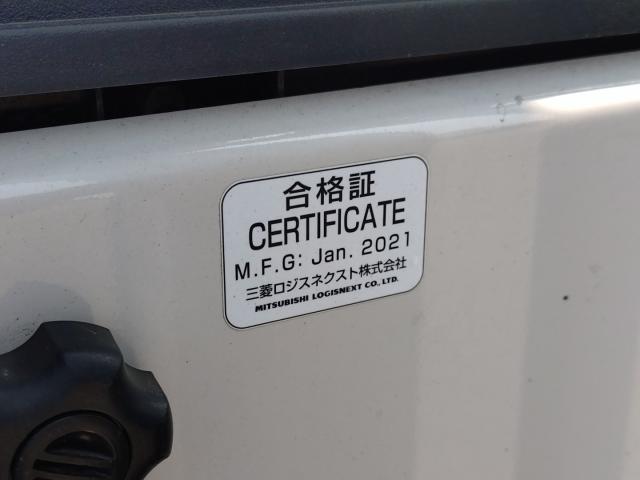 合格証
CERTIFICATE
M.F.G: Jan. 2021
三菱ロジスネクスト株式会社
MITSUBISHI LOGISNEXT CO., LTD.